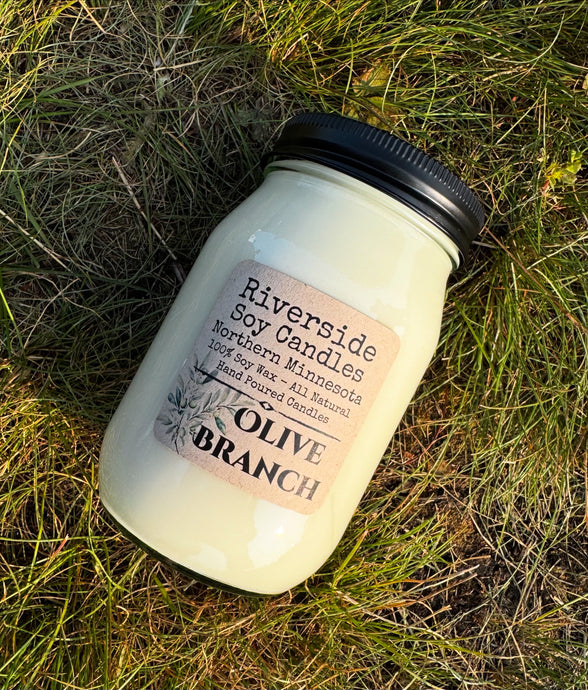 Riverside
Soy Candles
Northern Minnesota
100% Soy Wax ~ All Natural
Hand Poured Candles
OLIVE
BRANCH